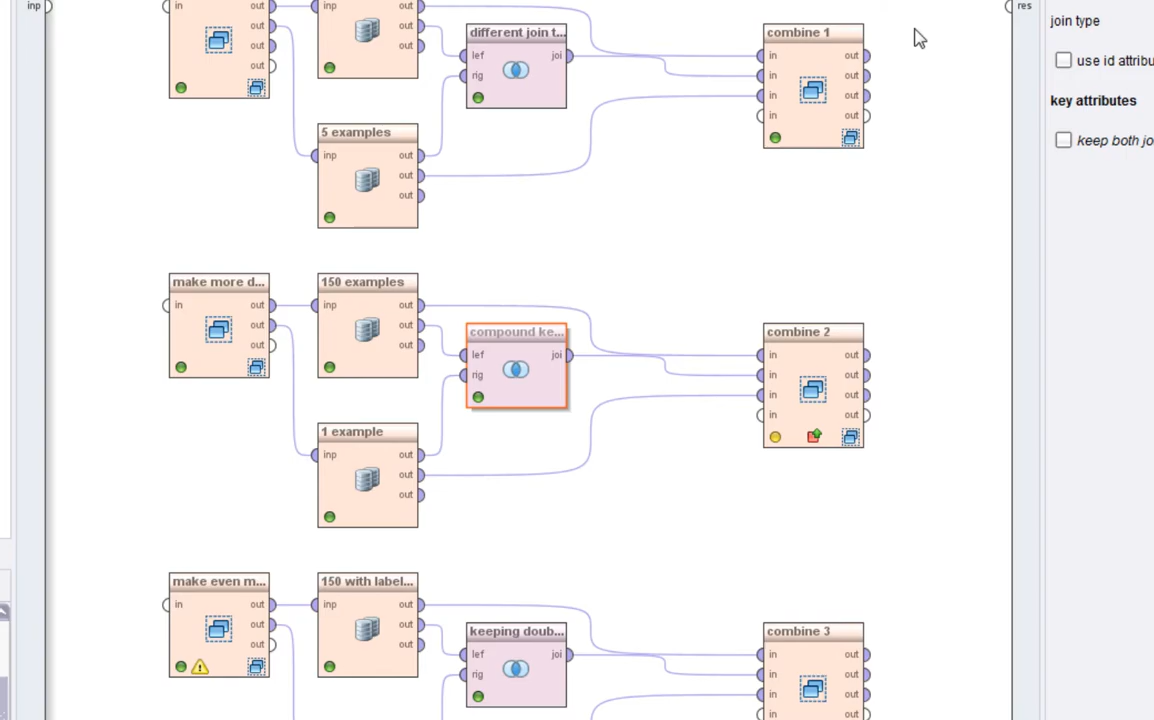 inp
out
out
out
out
out
out
out
in
inp
different join t...
lef joi
rig
combine 1
in out
in out
in out
in out
res
join type
use id attribu
key attributes
keep both jo
5 examples
inp out
out
out
make more d...
in out
out
out
150 examples
inp out
out
out
compound ke...
lef joi
rig
combine 2
in out
in out
in out
in out
1 example
inp out
out
out
make even m...
in out
out
out
150 with label...
inp out
out
out
keeping doub...
lef joi
rig
combine 3
in out
in out
in out
in out